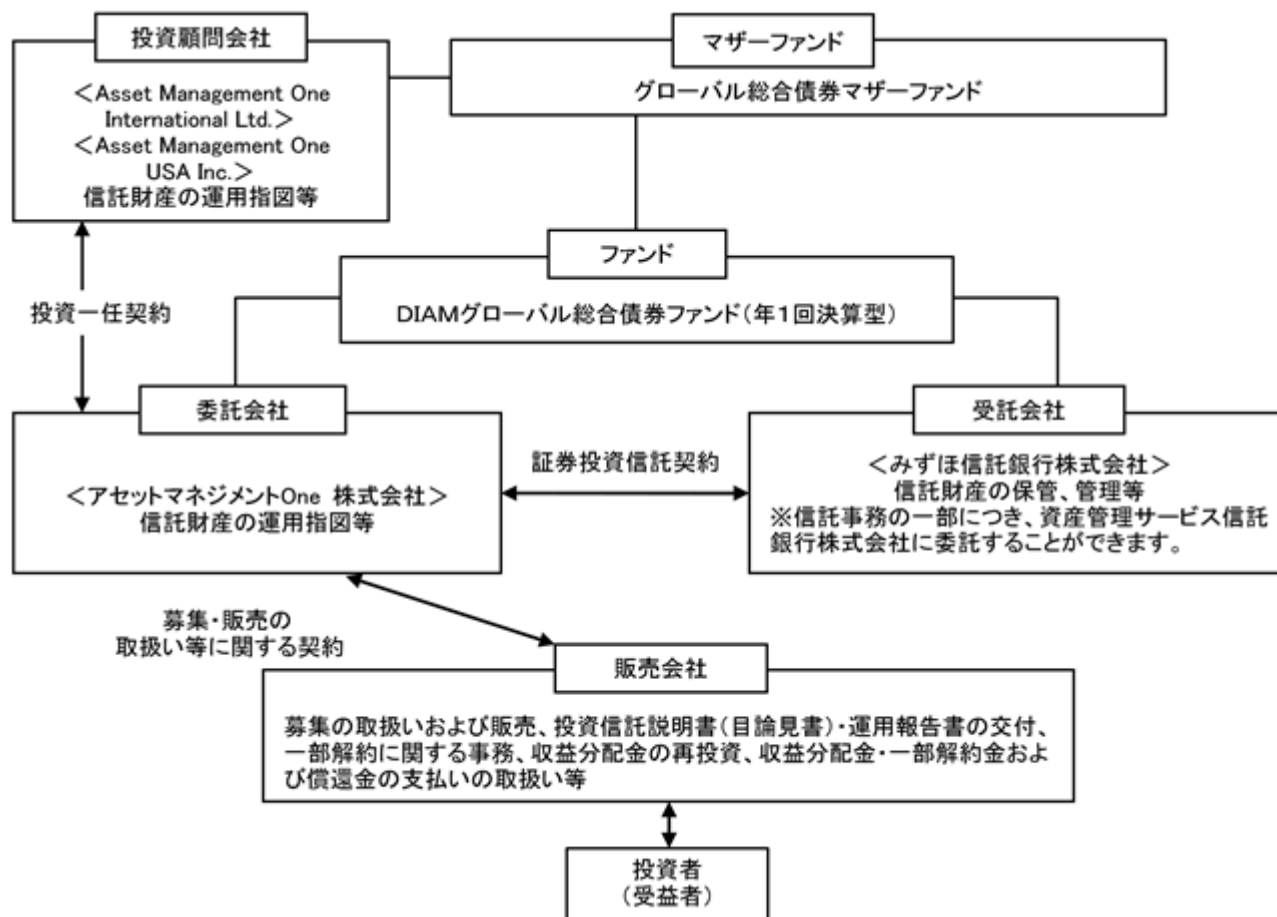 投資顧問会社
<Asset Management One
International Ltd.>
<Asset Management One
USA Inc.>
信託財産の運用指図等
マザーファンド
グローバル総合債券マザーファンド
ファンド
DIAMグローバル総合債券ファンド(年1回決算型)
投資一任契約
委託会社
<アセットマネジメントOne 株式会社>
信託財産の運用指図等
証券投資信託契約
受託会社
<みずほ信託銀行株式会社>
信託財産の保管、管理等
※信託事務の一部につき、資産管理サービス信託
銀行株式会社に委託することができます。
募集・販売の
取扱い等に関する契約
販売会社
募集の取扱いおよび販売、投資信託説明書(目論見書)・運用報告書の交付、
一部解約に関する事務、収益分配金の再投資、収益分配金・一部解約金およ
び償還金の支払いの取扱い等
投資者
(受益者)